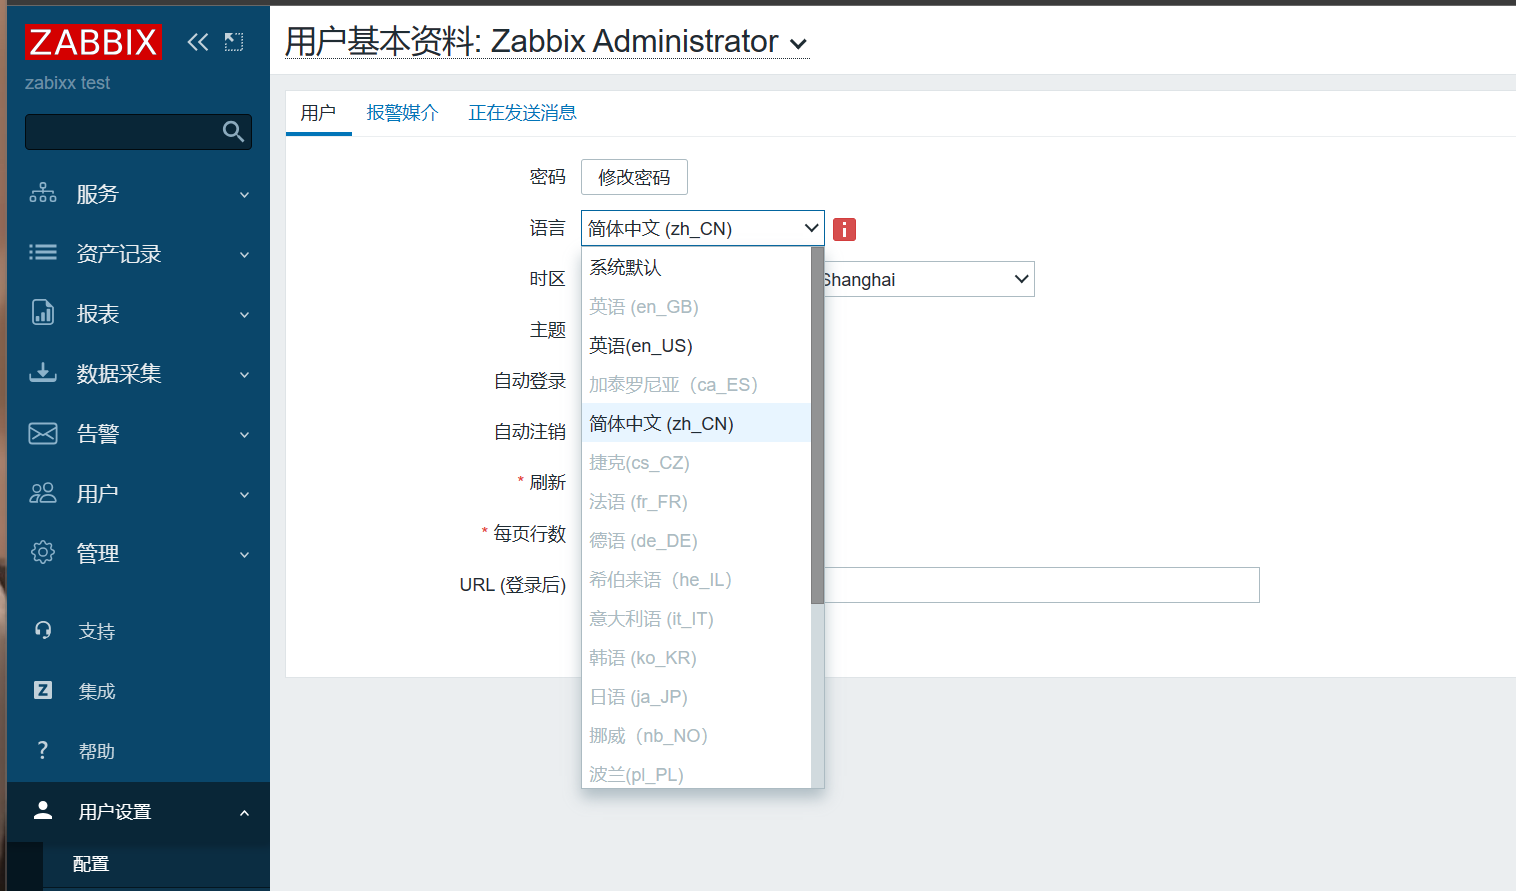 ZABBIX
zabixx test
服务
资产记录
报表
数据采集
告警
用户
管理
支持
集成
帮助
用户设置
配置
用户基本资料: Zabbix Administrator
用户 报警媒介 正在发送消息
密码 修改密码
语言 简体中文 (zh_CN)
时区 Shanghai
主题
自动登录
自动注销
* 刷新
* 每页行数
URL (登录后)
系统默认
英语 (en_GB)
英语(en_US)
加泰罗尼亚（ca_ES）
简体中文 (zh_CN)
捷克(cs_CZ)
法语 (fr_FR)
德语 (de_DE)
希伯来语（he_IL）
意大利语 (it_IT)
韩语 (ko_KR)
日语 (ja_JP)
挪威（nb_NO）
波兰(pl_PL)